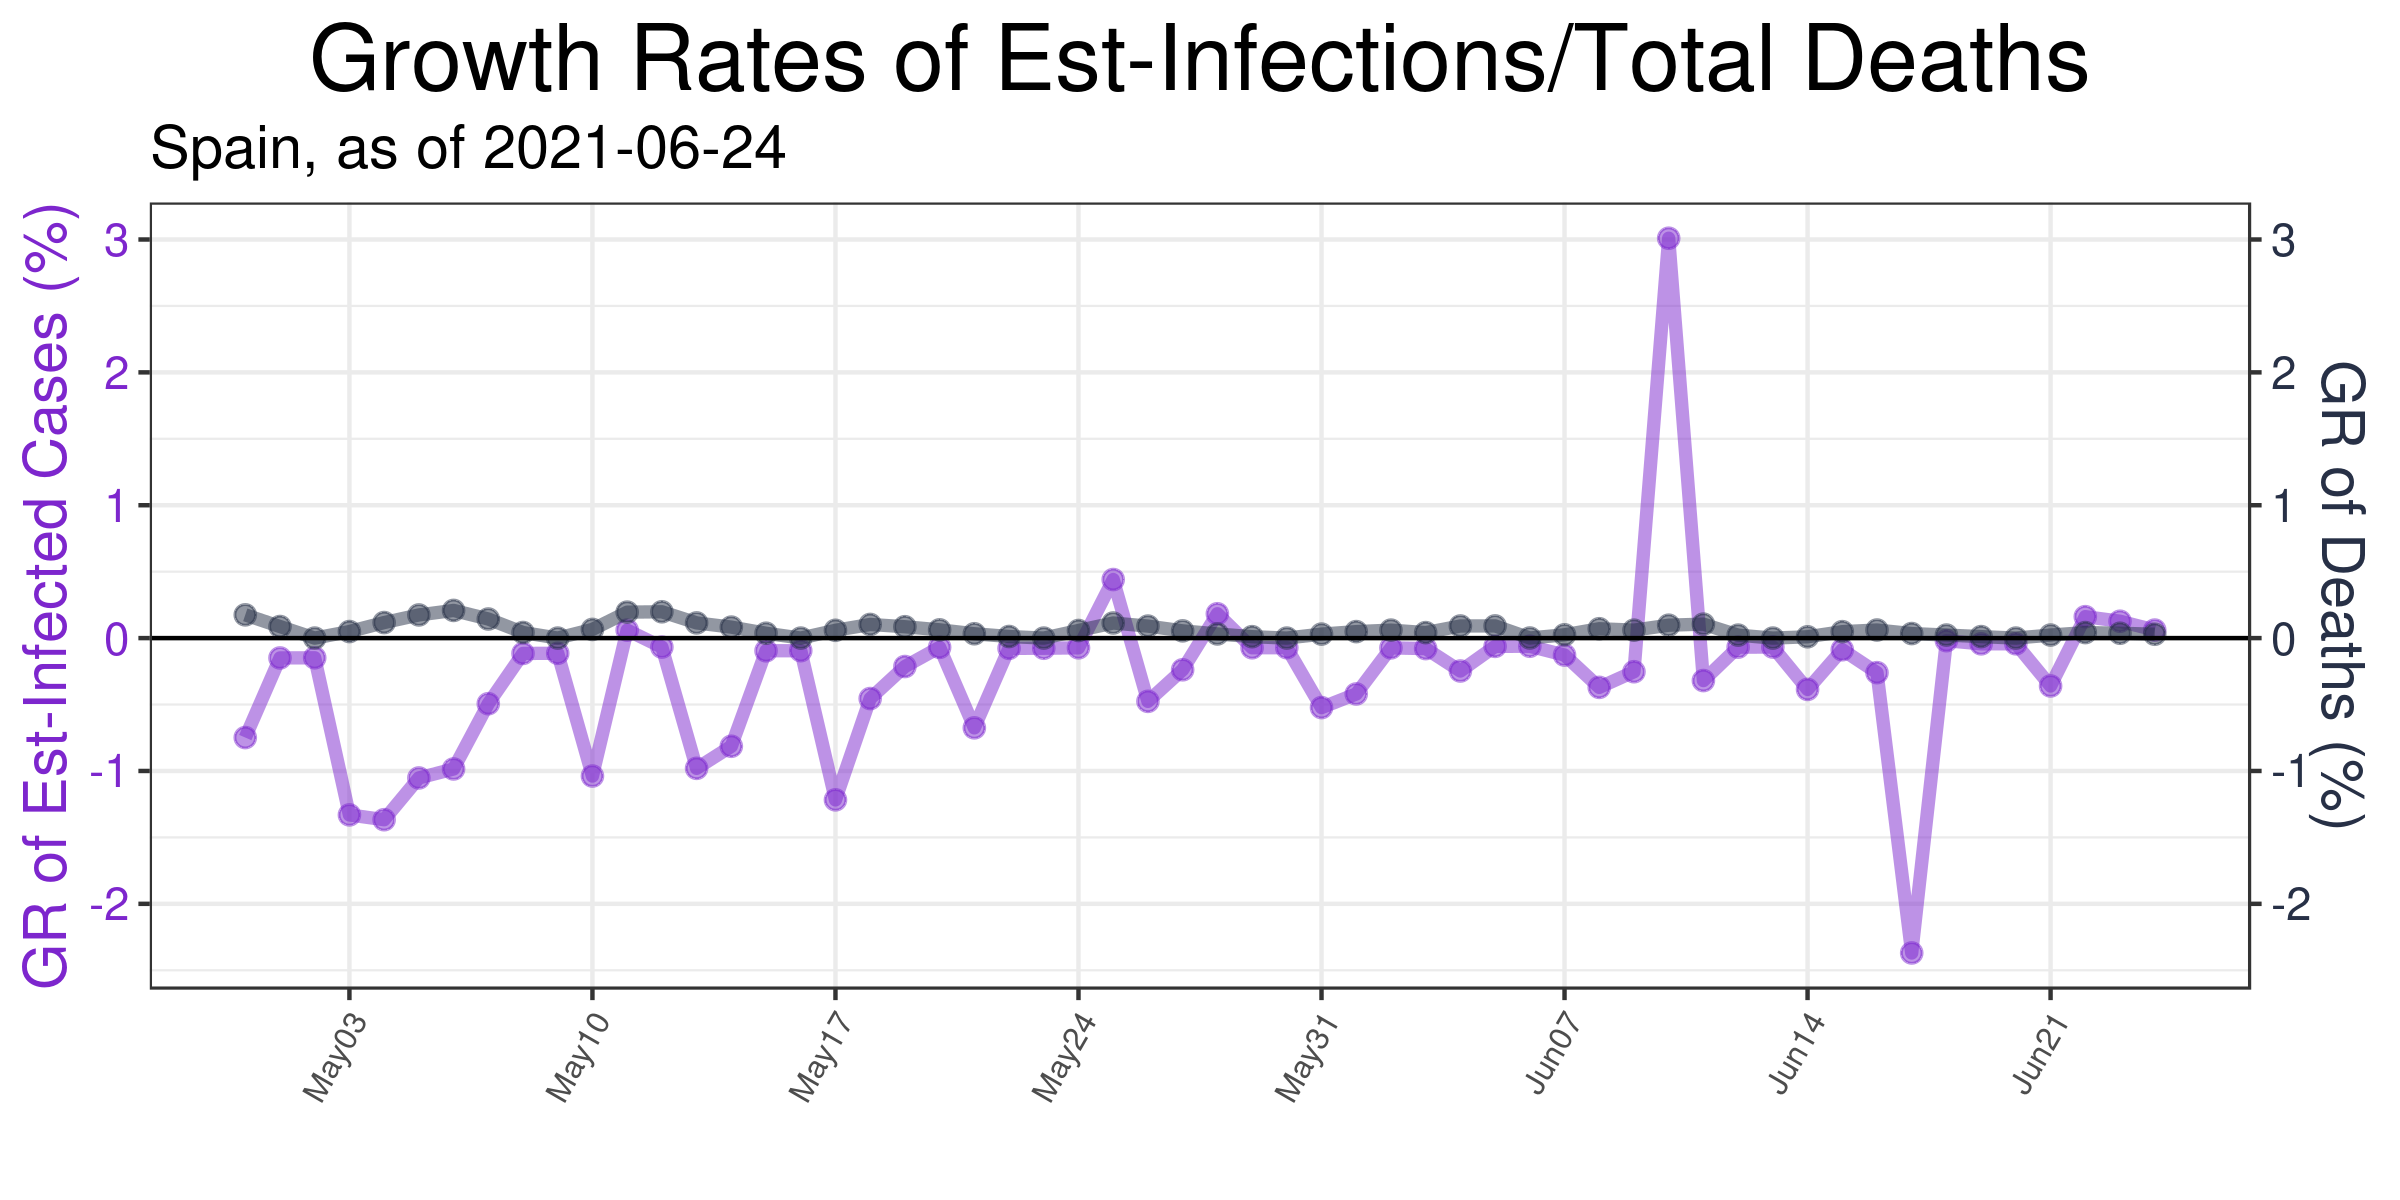 Growth Rates of Est-Infections/Total Deaths
Spain, as of 2021-06-24
GR of Est-Infected Cases (%)
3
2
1
0
-1
-2
3
2
1
0
-1
-2
GR of Deaths (%)
May03
May10
May17
May24
May31
Jun07
Jun14
Jun21